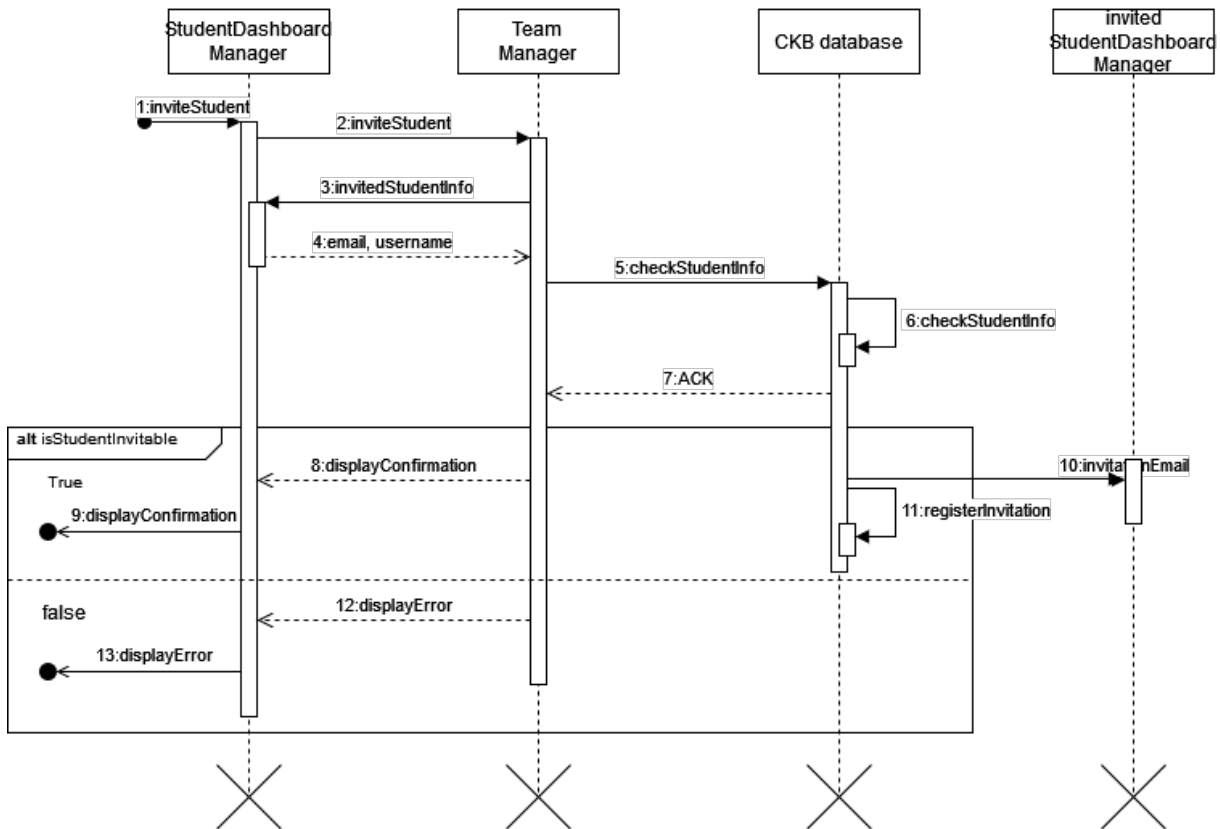 StudentDashboard
Manager
Team
Manager
CKB database
invited
StudentDashboard
Manager
1:inviteStudent
2:inviteStudent
3:invitedStudentInfo
4:email, username
5:checkStudentInfo
6:checkStudentInfo
7:ACK
alt isStudentInvitable
True
8:displayConfirmation
10:invitationEmail
9:displayConfirmation
11:registerInvitation
false
12:displayError
13:displayError